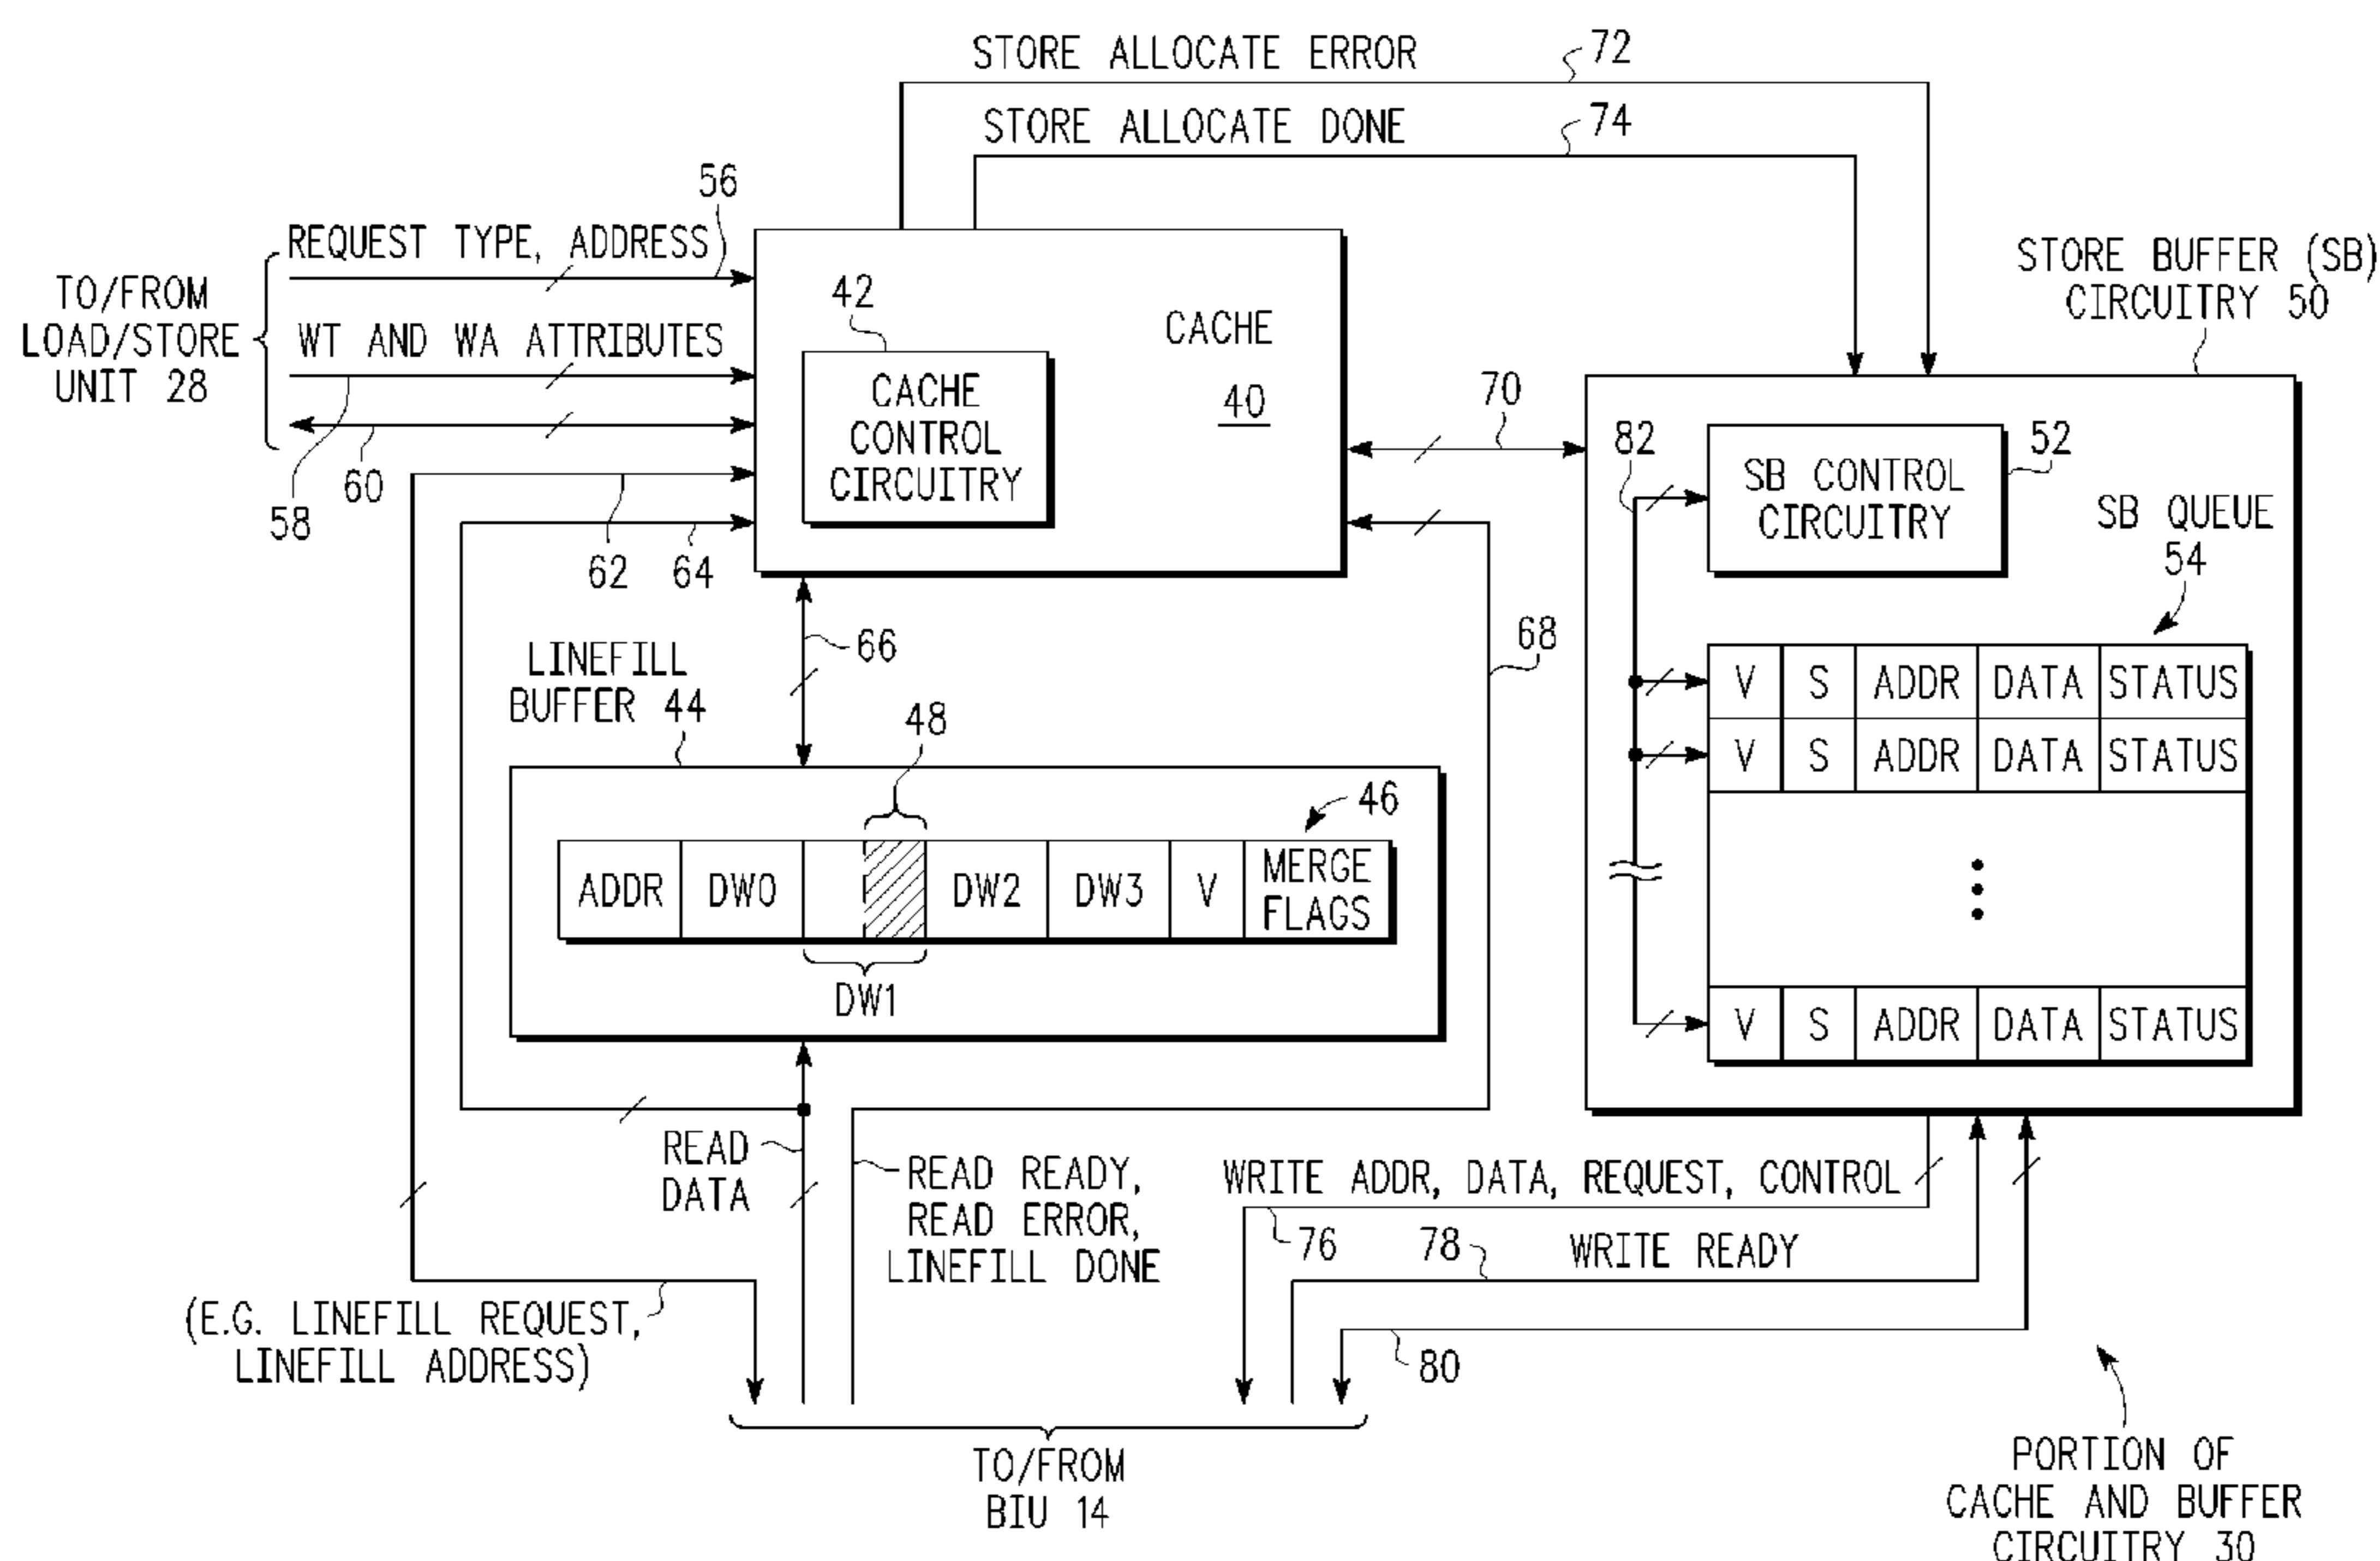 STORE ALLOCATE ERROR
72
STORE ALLOCATE DONE
74
56
REQUEST TYPE, ADDRESS
TO/FROM
LOAD/STORE
UNIT 28
WT AND WA ATTRIBUTES
58
60
62
64
42
CACHE
40
CACHE
CONTROL
CIRCUITRY
70
STORE BUFFER (SB)
CIRCUITRY 50
82
52
SB CONTROL
CIRCUITRY
SB QUEUE
54
66
68
LINEFILL
BUFFER 44
48
46
ADDR DW0 DW2 DW3 V MERGE
FLAGS
DW1
V S ADDR DATA STATUS
V S ADDR DATA STATUS
V S ADDR DATA STATUS
READ
DATA
READ READY,
READ ERROR,
LINEFILL DONE
WRITE ADDR, DATA, REQUEST, CONTROL
76
78
WRITE READY
80
(E.G. LINEFILL REQUEST,
LINEFILL ADDRESS)
TO/FROM
BIU 14
PORTION OF
CACHE AND BUFFER
CIRCUITRY 30